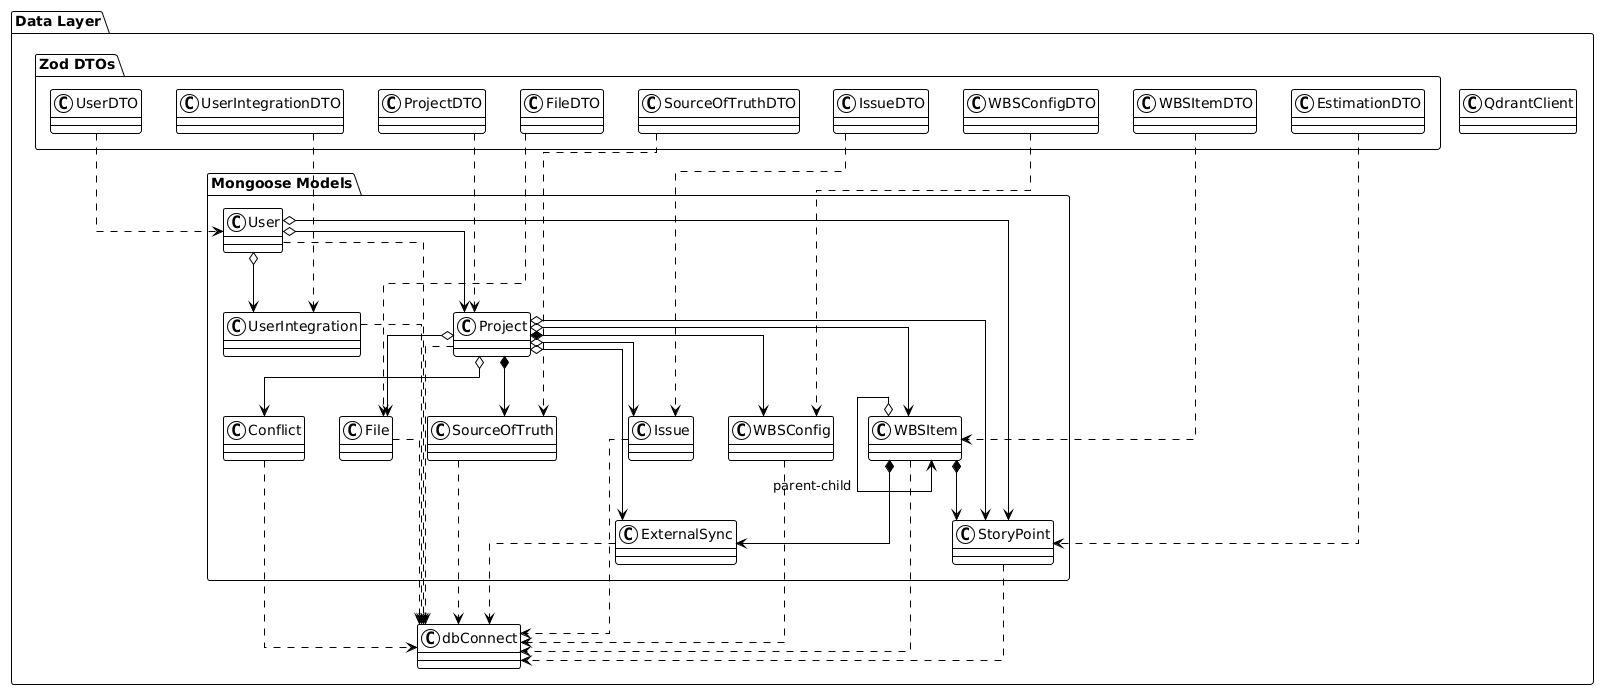 Data Layer
Zod DTOs
C UserDTO
C UserIntegrationDTO
C ProjectDTO
C FileDTO
C SourceOfTruthDTO
C IssueDTO
C WBSConfigDTO
C WBSItemDTO
C EstimationDTO
C QdrantClient
Mongoose Models
C User
C UserIntegration
C Project
C Conflict
C File
C SourceOfTruth
C Issue
C WBSConfig
C WBSItem
parent-child
C ExternalSync
C StoryPoint
C dbConnect